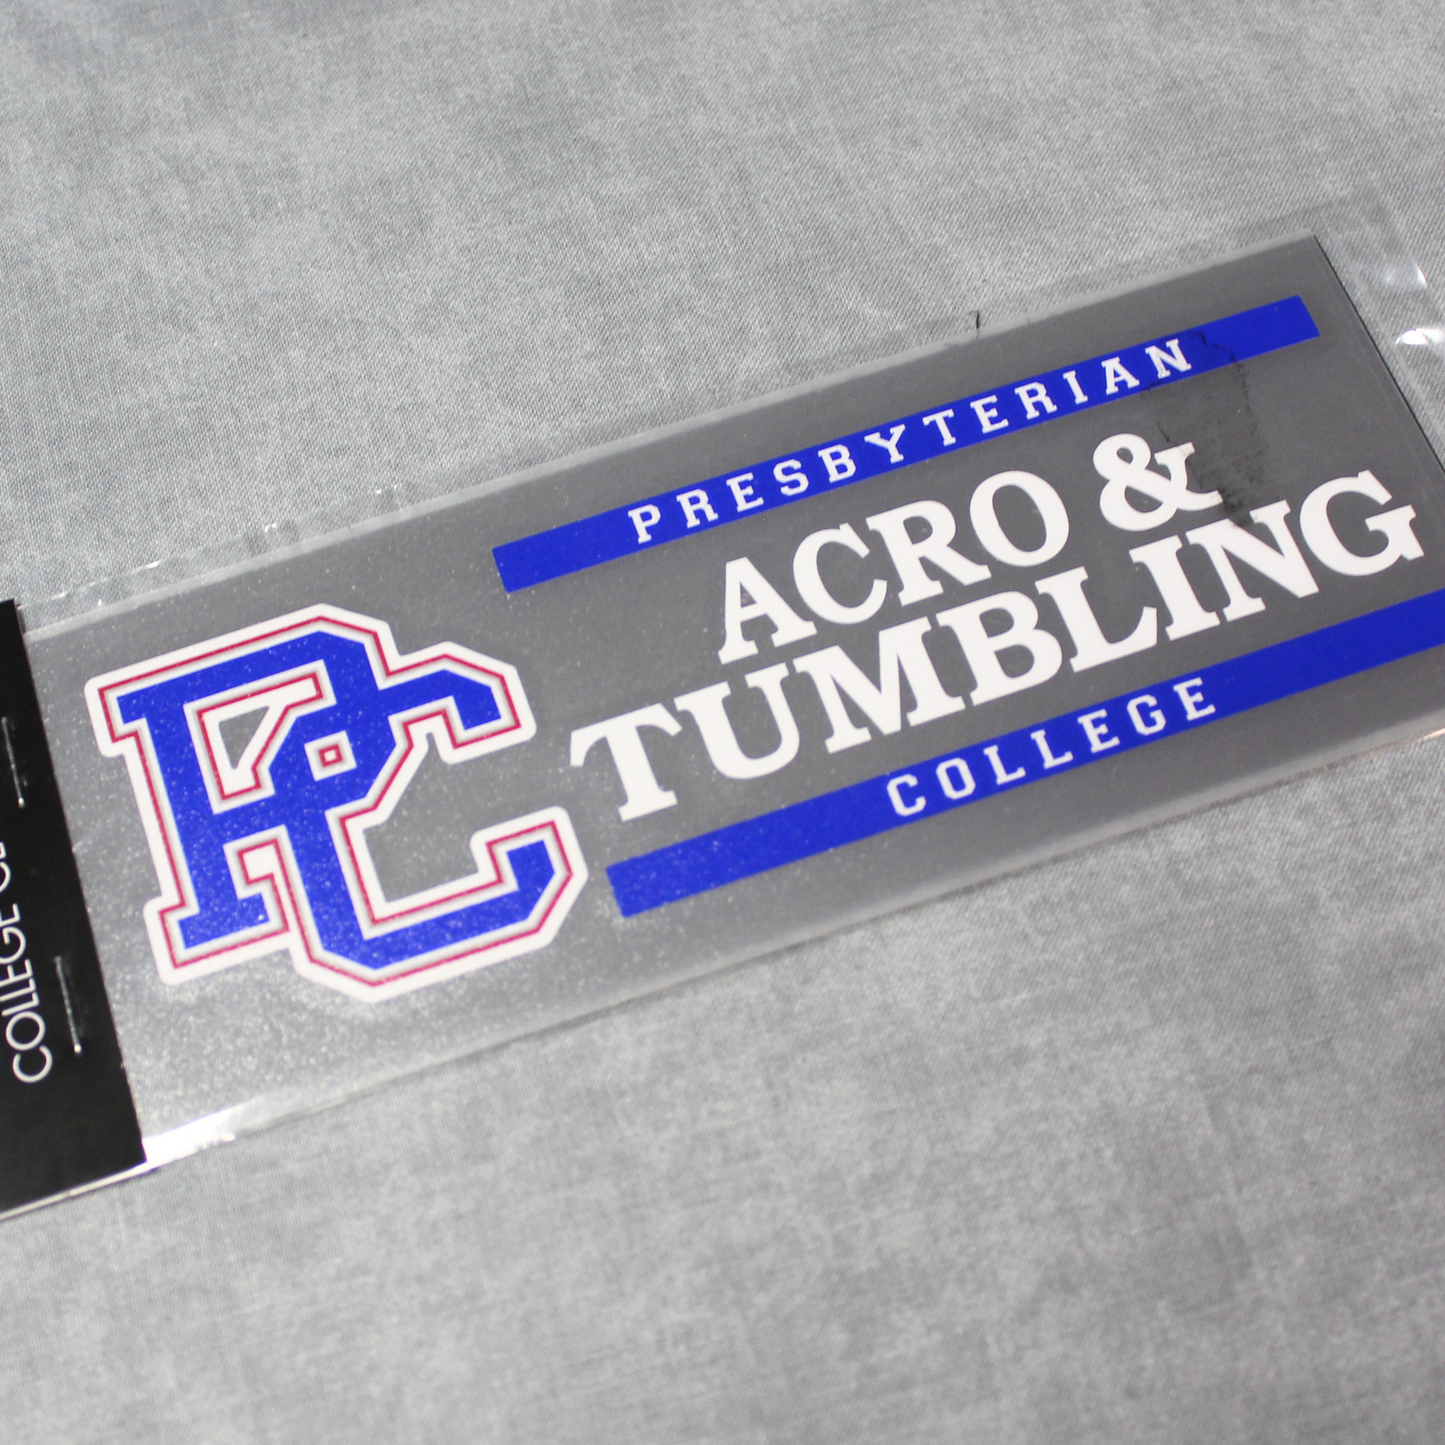 PRESBYTERIAN
ACRO &
TUMBLING
COLLEGE
PC
COLLEGE